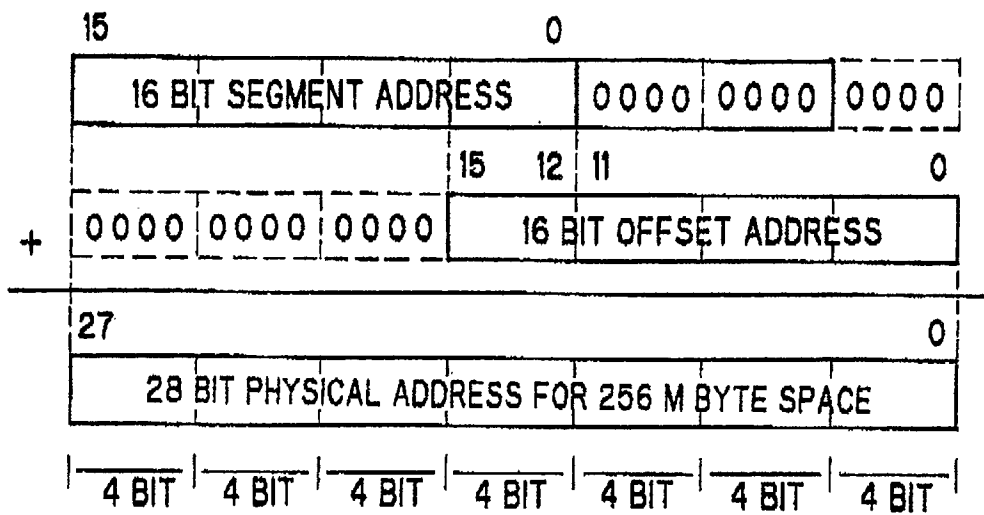 15 0
16 BIT SEGMENT ADDRESS 0000 0000 0000
15 12 11 0
+ 0000 0000 0000 16 BIT OFFSET ADDRESS
27 0
28 BIT PHYSICAL ADDRESS FOR 256 M BYTE SPACE
4 BIT 4 BIT 4 BIT 4 BIT 4 BIT 4 BIT 4 BIT